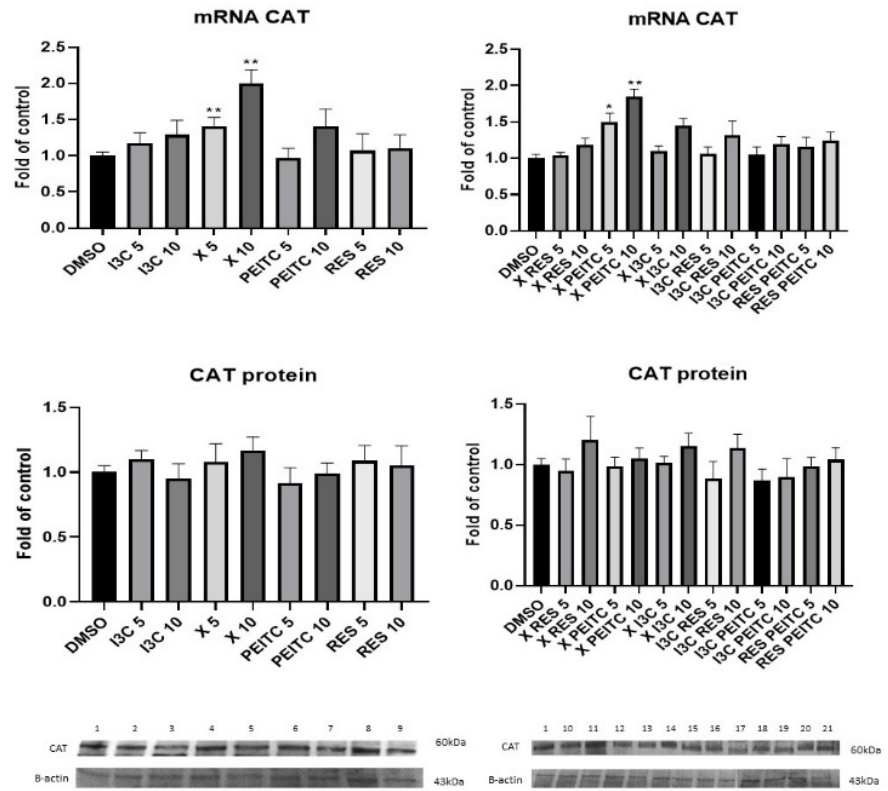 mRNA CAT
Fold of control
2.5
2.0
1.5
1.0
0.5
0.0
**
**
DMSO
I3C 5
I3C 10
X 5
X 10
PEITC 5
PEITC 10
RES 5
RES 10
mRNA CAT
Fold of control
2.5
2.0
1.5
1.0
0.5
0.0
*
**
DMSO
X RES 5
X RES 10
X PEITC 5
X PEITC 10
X I3C 5
X I3C 10
I3C RES 5
I3C RES 10
I3C PEITC 5
I3C PEITC 10
RES PEITC 5
RES PEITC 10
CAT protein
Fold of control
1.5
1.0
0.5
0.0
DMSO
I3C 5
I3C 10
X 5
X 10
PEITC 5
PEITC 10
RES 5
RES 10
CAT protein
Fold of control
1.5
1.0
0.5
0.0
DMSO
X RES 5
X RES 10
X PEITC 5
X PEITC 10
X I3C 5
X I3C 10
I3C RES 5
I3C RES 10
I3C PEITC 5
I3C PEITC 10
RES PEITC 5
RES PEITC 10
1 2 3 4 5 6 7 8 9
CAT 60kDa
B-actin 43kDa
1 10 11 12 13 14 15 16 17 18 19 20 21
CAT 60kDa
B-actin 43kDa